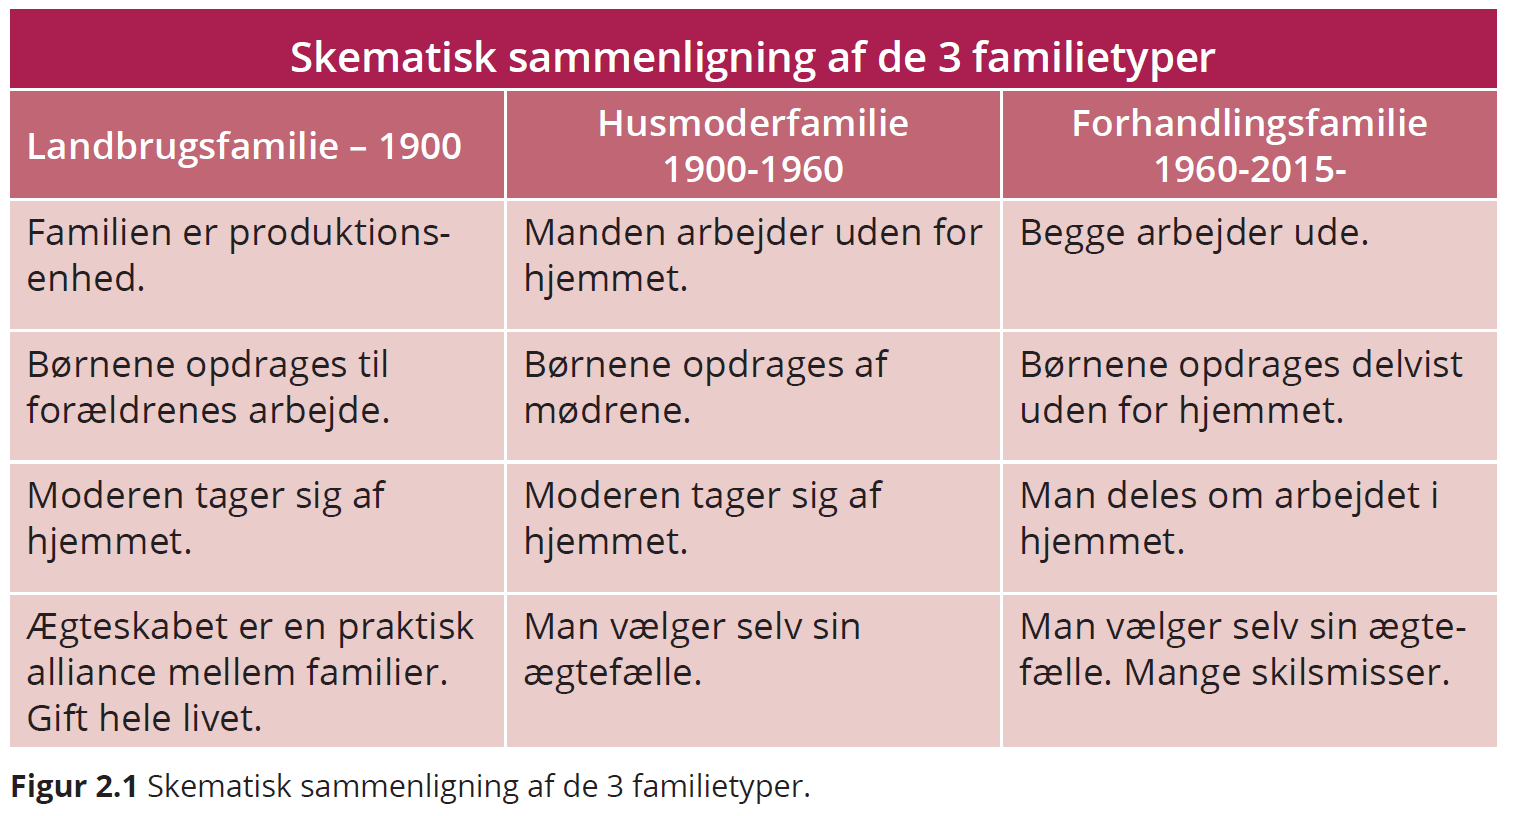 Skematisk sammenligning af de 3 familietyper
Landbrugsfamilie – 1900
Husmoderfamilie
1900-1960
Forhandlingsfamilie
1960-2015-
Familien er produktions-
enhed.
Manden arbejder uden for
hjemmet.
Begge arbejder ude.
Børnene opdrages til
forældrenes arbejde.
Børnene opdrages af
mødrene.
Børnene opdrages delvist
uden for hjemmet.
Moderen tager sig af
hjemmet.
Moderen tager sig af
hjemmet.
Man deles om arbejdet i
hjemmet.
Ægteskabet er en praktisk
alliance mellem familier.
Gift hele livet.
Man vælger selv sin
ægtefælle.
Man vælger selv sin ægte-
fælle. Mange skilsmisser.
Figur 2.1 Skematisk sammenligning af de 3 familietyper.